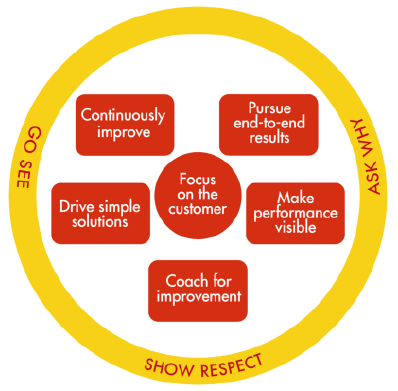 Continuously
improve
Pursue
end-to-end
results
GO SEE
ASK WHY
Focus
on the
customer
Drive simple
solutions
Make
performance
visible
Coach for
improvement
SHOW RESPECT